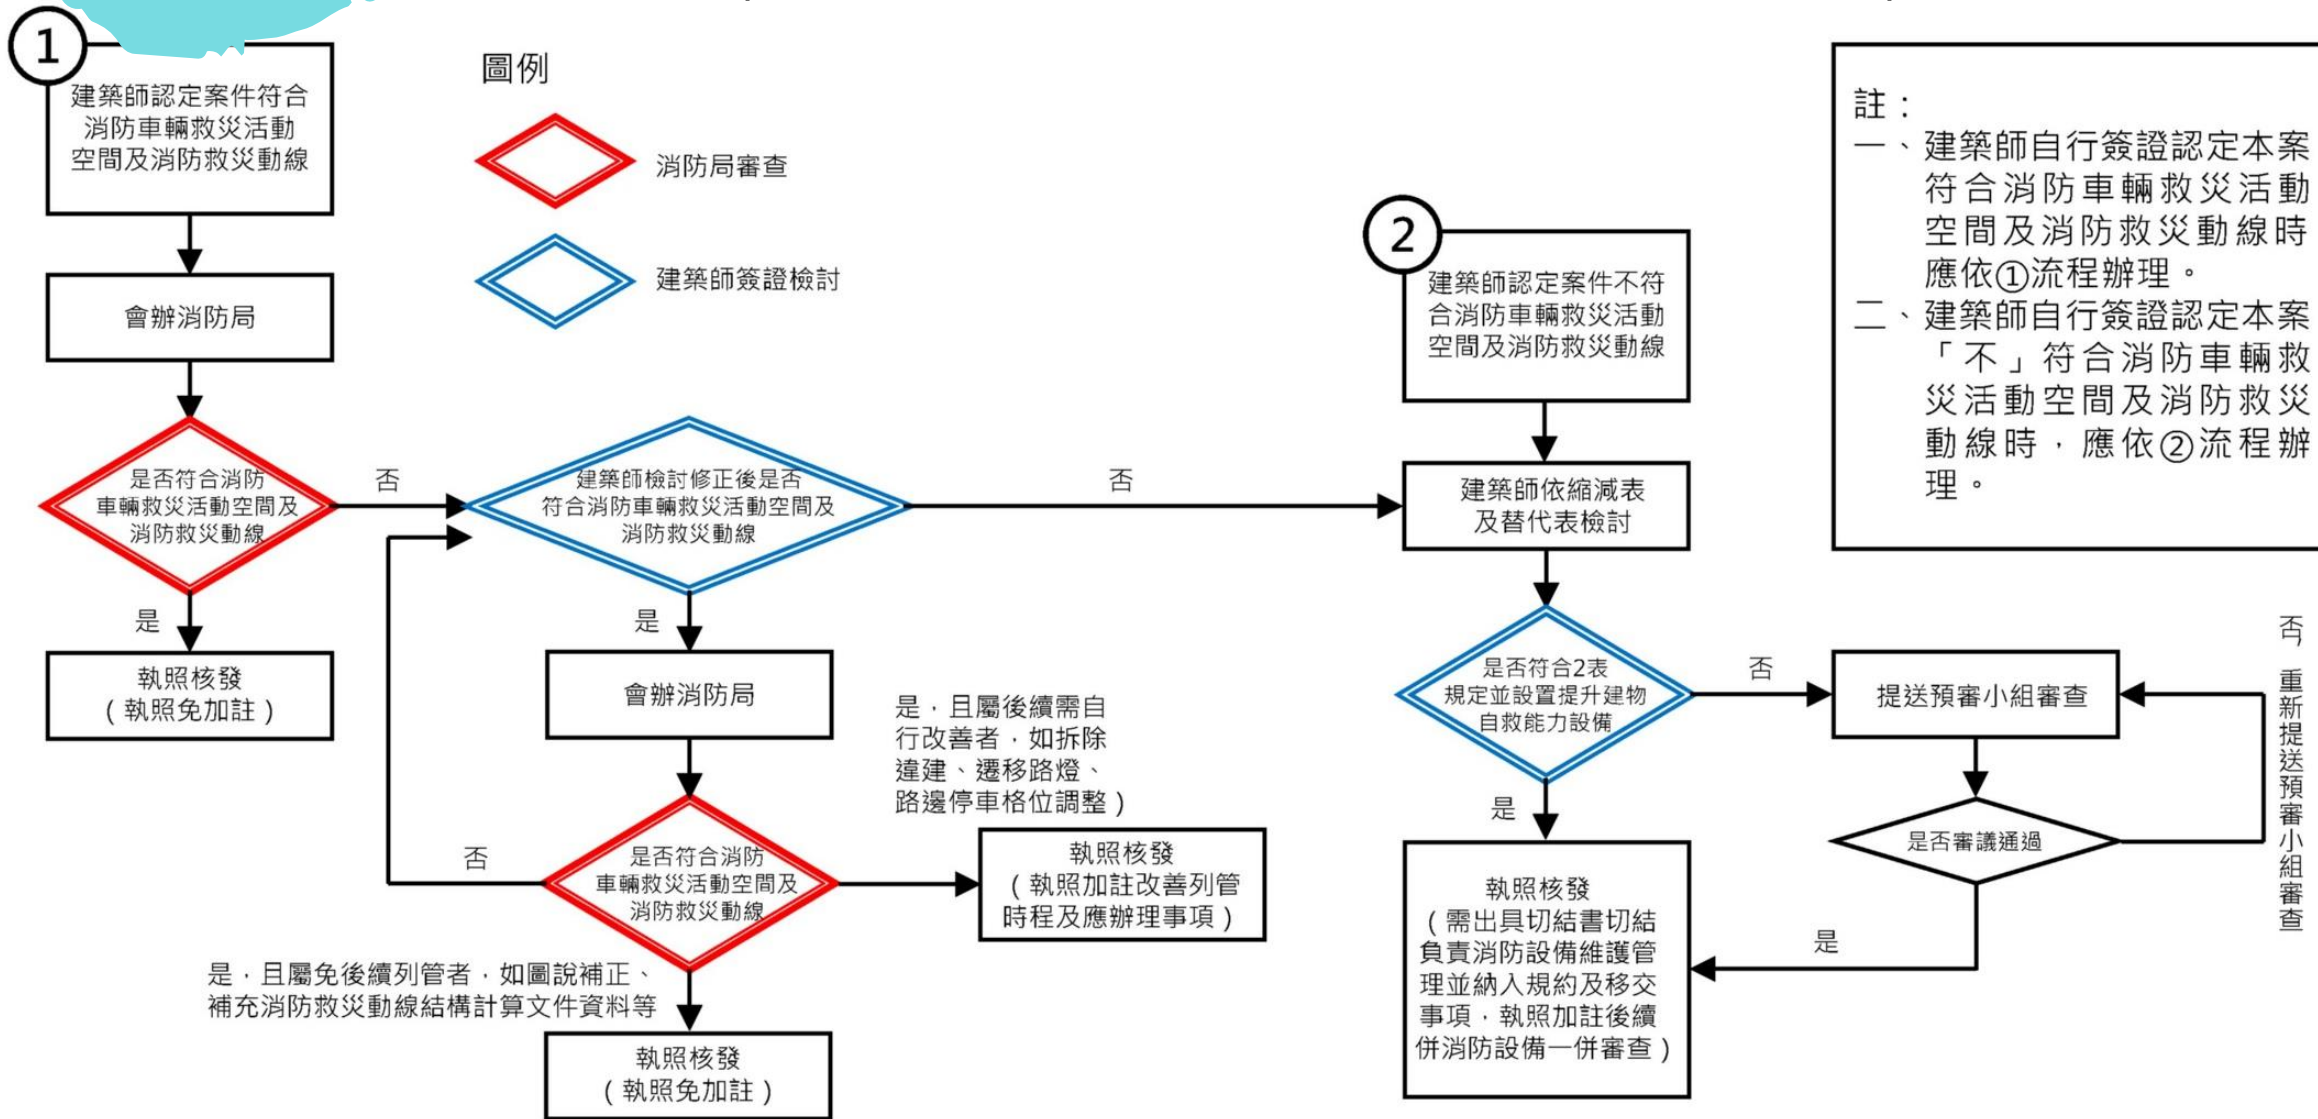 1
建築師認定案件符合
消防車輛救災活動
空間及消防救災動線
會辦消防局
是否符合消防
車輛救災活動空間及
消防救災動線
否
是
執照核發
(執照免加註)
圖例
消防局審查
建築師簽證檢討
建築師檢討修正後是否
符合消防車輛救災活動空間及
消防救災動線
否
是
會辦消防局
是否符合消防
車輛救災活動空間及
消防救災動線
否
是,且屬後續需自
行改善者,如拆除
違建、遷移路燈、
路邊停車格位調整)
執照核發
(執照加註改善列管
時程及應辦理事項)
是,且屬免後續列管者,如圖說補正、
補充消防救災動線結構計算文件資料等
執照核發
(執照免加註)
2
建築師認定案件不符
合消防車輛救災活動
空間及消防救災動線
建築師依縮減表
及替代表檢討
是否符合2表
規定並設置提升建物
自救能力設備
否
是
提送預審小組審查
是否審議通過
否,重新提送預審小組審查
是
執照核發
(需出具切結書切結
負責消防設備維護管
理並納入規約及移交
事項,執照加註後續
併消防設備一併審查)
註:
一、建築師自行簽證認定本案
符合消防車輛救災活動
空間及消防救災動線時
應依①流程辦理。
二、建築師自行簽證認定本案
「不」符合消防車輛救
災活動空間及消防救災
動線時,應依②流程辦
理。